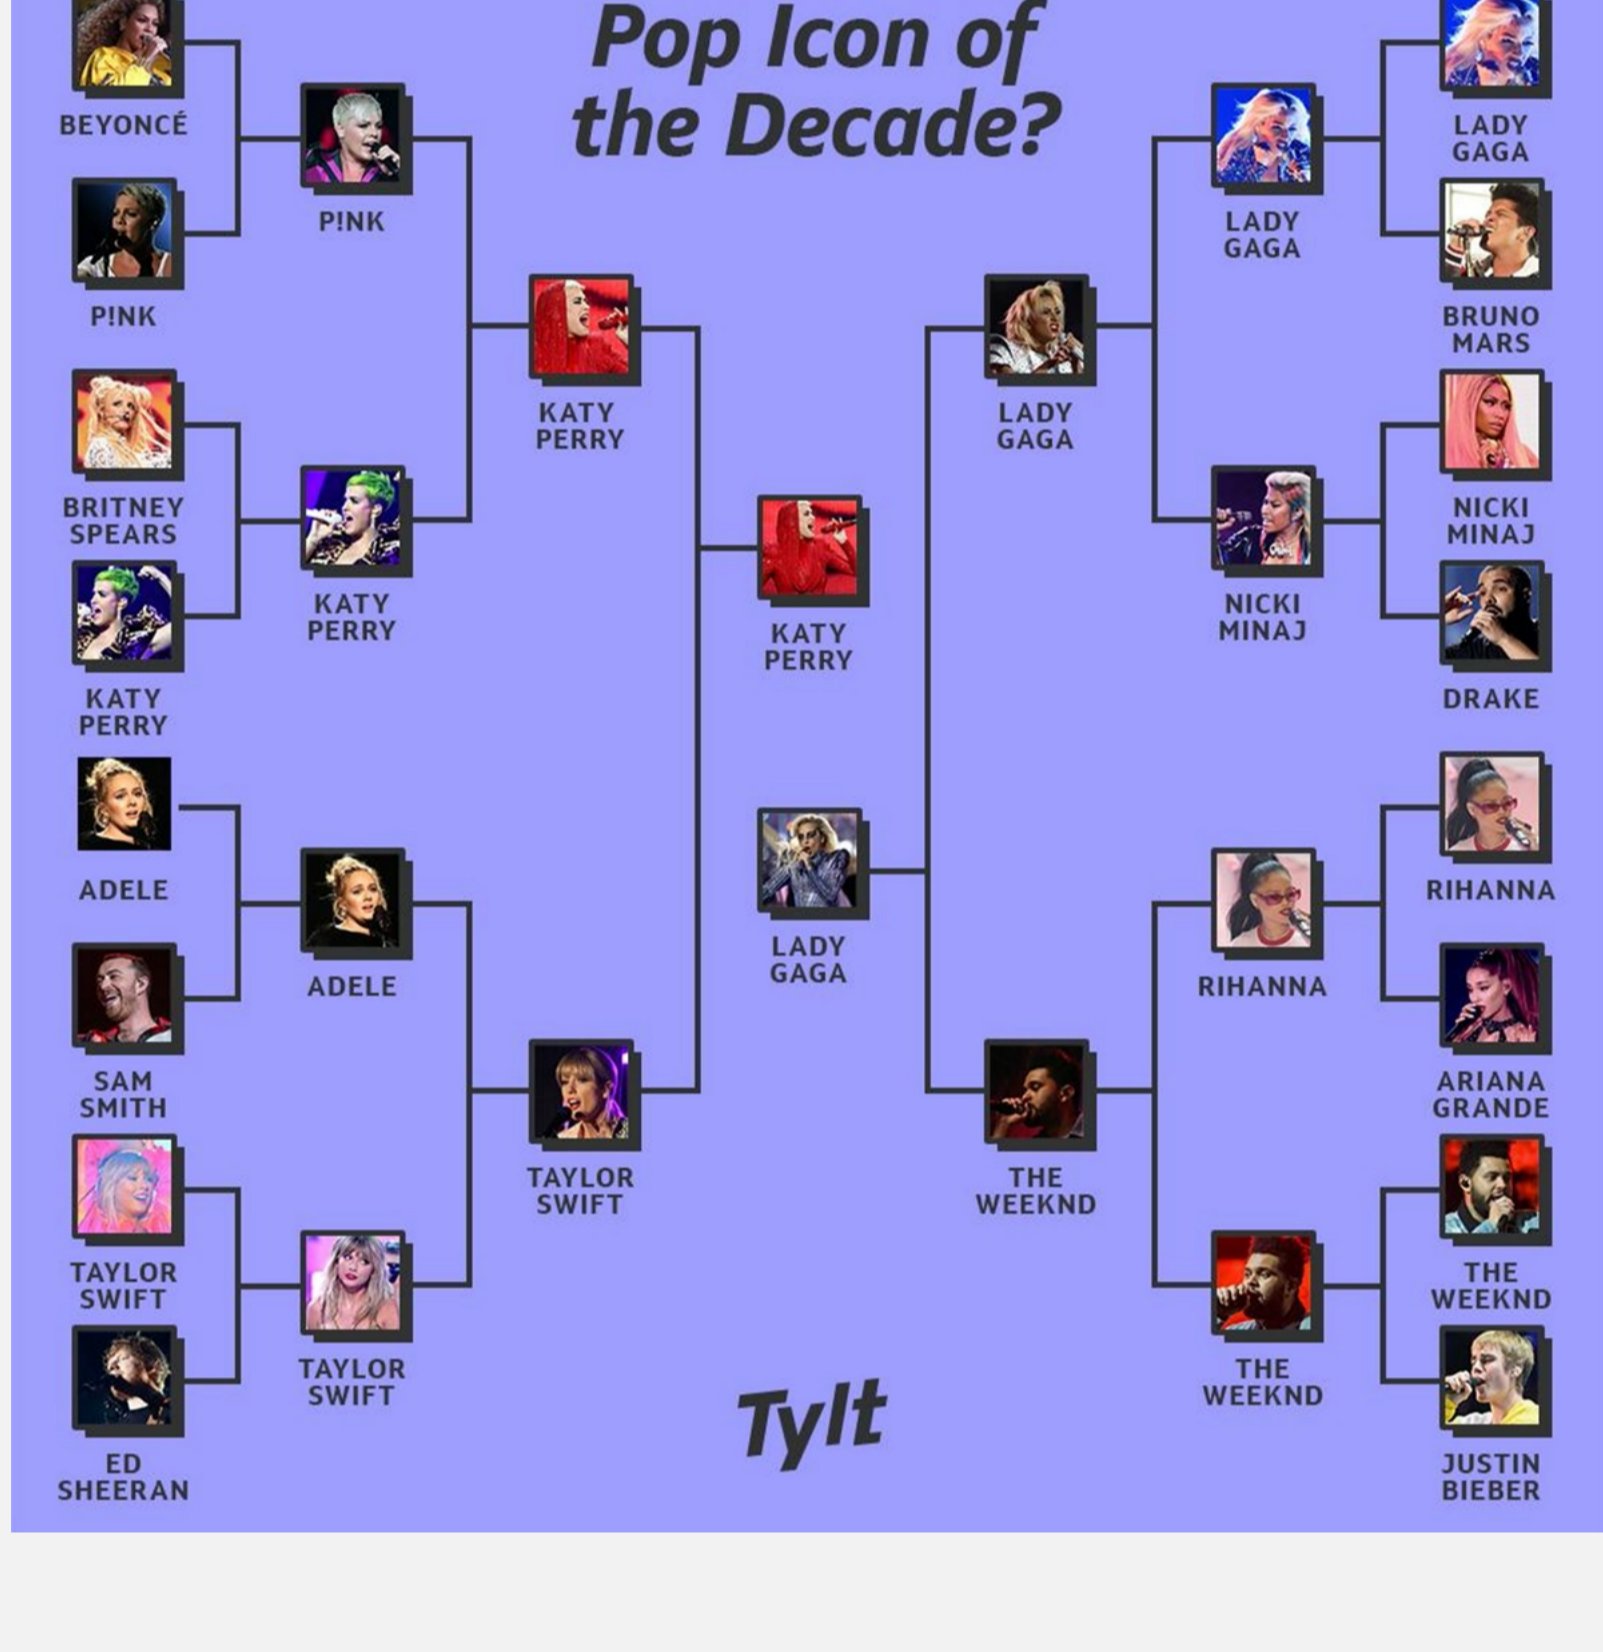 Pop Icon of
the Decade?
BEYONCÉ
P!NK
BRITNEY
SPEARS
KATY
PERRY
ADELE
SAM
SMITH
TAYLOR
SWIFT
ED
SHEERAN
P!NK
KATY
PERRY
ADELE
TAYLOR
SWIFT
KATY
PERRY
TAYLOR
SWIFT
KATY
PERRY
LADY
GAGA
LADY
GAGA
THE
WEEKND
LADY
GAGA
NICKI
MINAJ
RIHANNA
THE
WEEKND
LADY
GAGA
BRUNO
MARS
NICKI
MINAJ
DRAKE
RIHANNA
ARIANA
GRANDE
THE
WEEKND
JUSTIN
BIEBER
Tylt